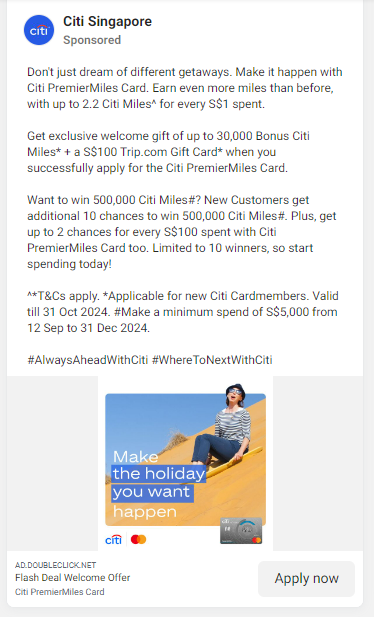 citi
Citi Singapore
Sponsored
Don't just dream of different getaways. Make it happen with
Citi PremierMiles Card. Earn even more miles than before,
with up to 2.2 Citi Miles^ for every S$1 spent.
Get exclusive welcome gift of up to 30,000 Bonus Citi
Miles* + a S$100 Trip.com Gift Card* when you
successfully apply for the Citi PremierMiles Card.
Want to win 500,000 Citi Miles#? New Customers get
additional 10 chances to win 500,000 Citi Miles#. Plus, get
up to 2 chances for every S$100 spent with Citi
PremierMiles Card too. Limited to 10 winners, so start
spending today!
^*T&Cs apply. *Applicable for new Citi Cardmembers. Valid
till 31 Oct 2024. #Make a minimum spend of S$5,000 from
12 Sep to 31 Dec 2024.
#AlwaysAheadWithCiti #WhereToNextWithCiti
Make
the holiday
you want
happen
citi
AD.DOUBLECLICK.NET
Flash Deal Welcome Offer
Citi PremierMiles Card
Apply now